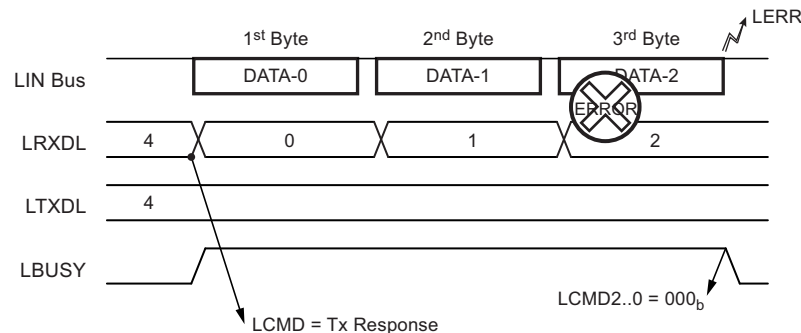 LERR
1st Byte 2nd Byte 3rd Byte
LIN Bus DATA-0 DATA-1 DATA-2
ERROR
LRXDL 4 0 1 2
LTXDL 4
LBUSY
LCMD2..0 = 000b
LCMD = Tx Response